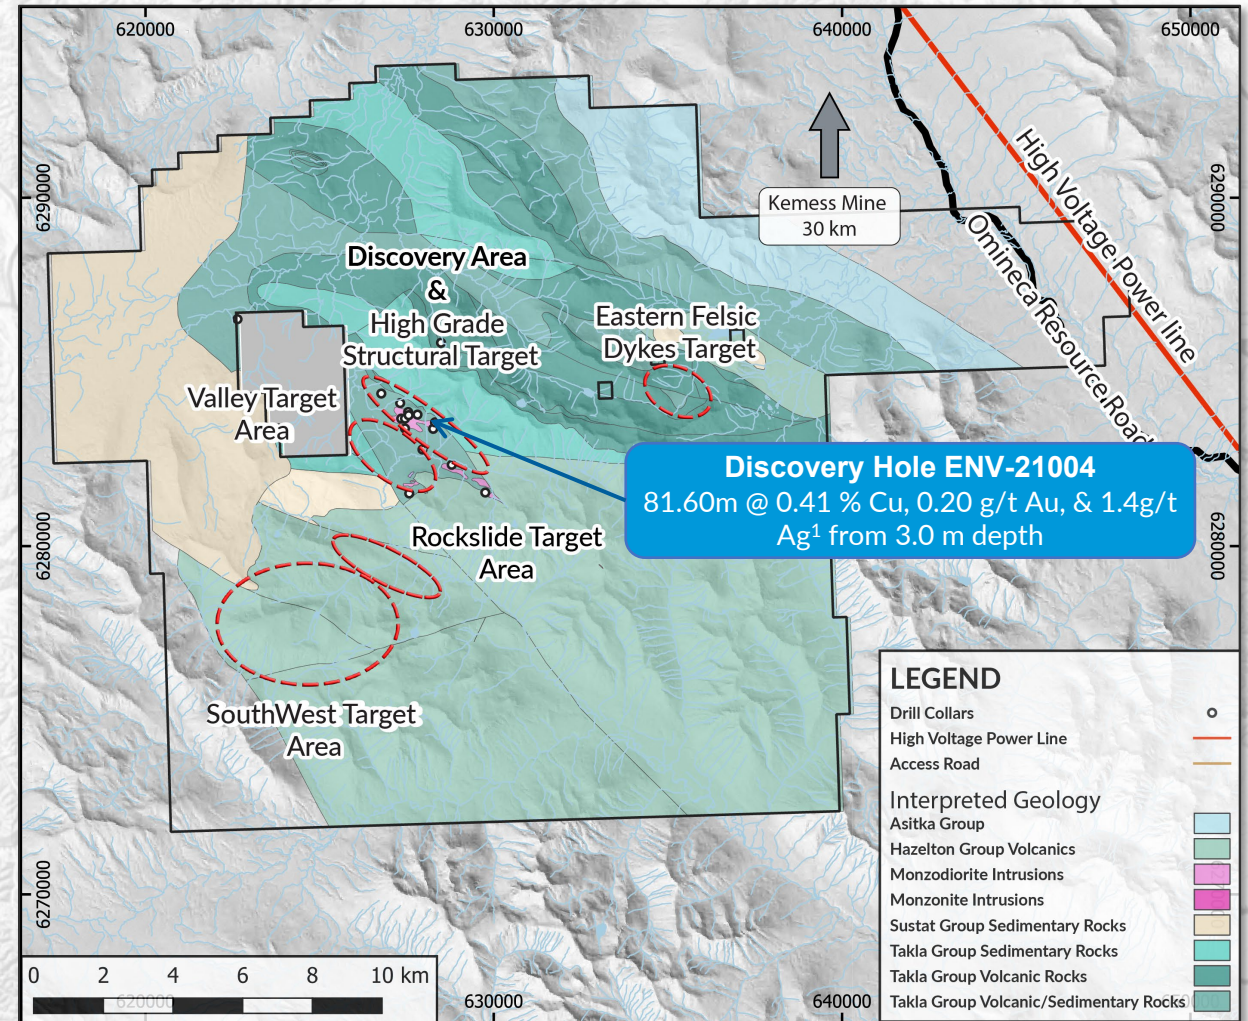 620000
630000
640000
650000
6290000
6290000
High Voltage Power line
Kemess Mine
30 km
Omineca Resource Road
Discovery Area
&
High Grade
Structural Target
Eastern Felsic
Dykes Target
Valley Target
Area
Discovery Hole ENV-21004
81.60m @ 0.41 % Cu, 0.20 g/t Au, & 1.4g/t
Ag¹ from 3.0 m depth
Rockslide Target
Area
6280000
6280000
SouthWest Target
Area
6270000
LEGEND
Drill Collars
High Voltage Power Line
Access Road
Interpreted Geology
Asitka Group
Hazelton Group Volcanics
Monzodiorite Intrusions
Monzonite Intrusions
Sustat Group Sedimentary Rocks
Takla Group Sedimentary Rocks
Takla Group Volcanic Rocks
Takla Group Volcanic/Sedimentary Rocks
0 2 4 6 8 10 km
620000
630000
640000